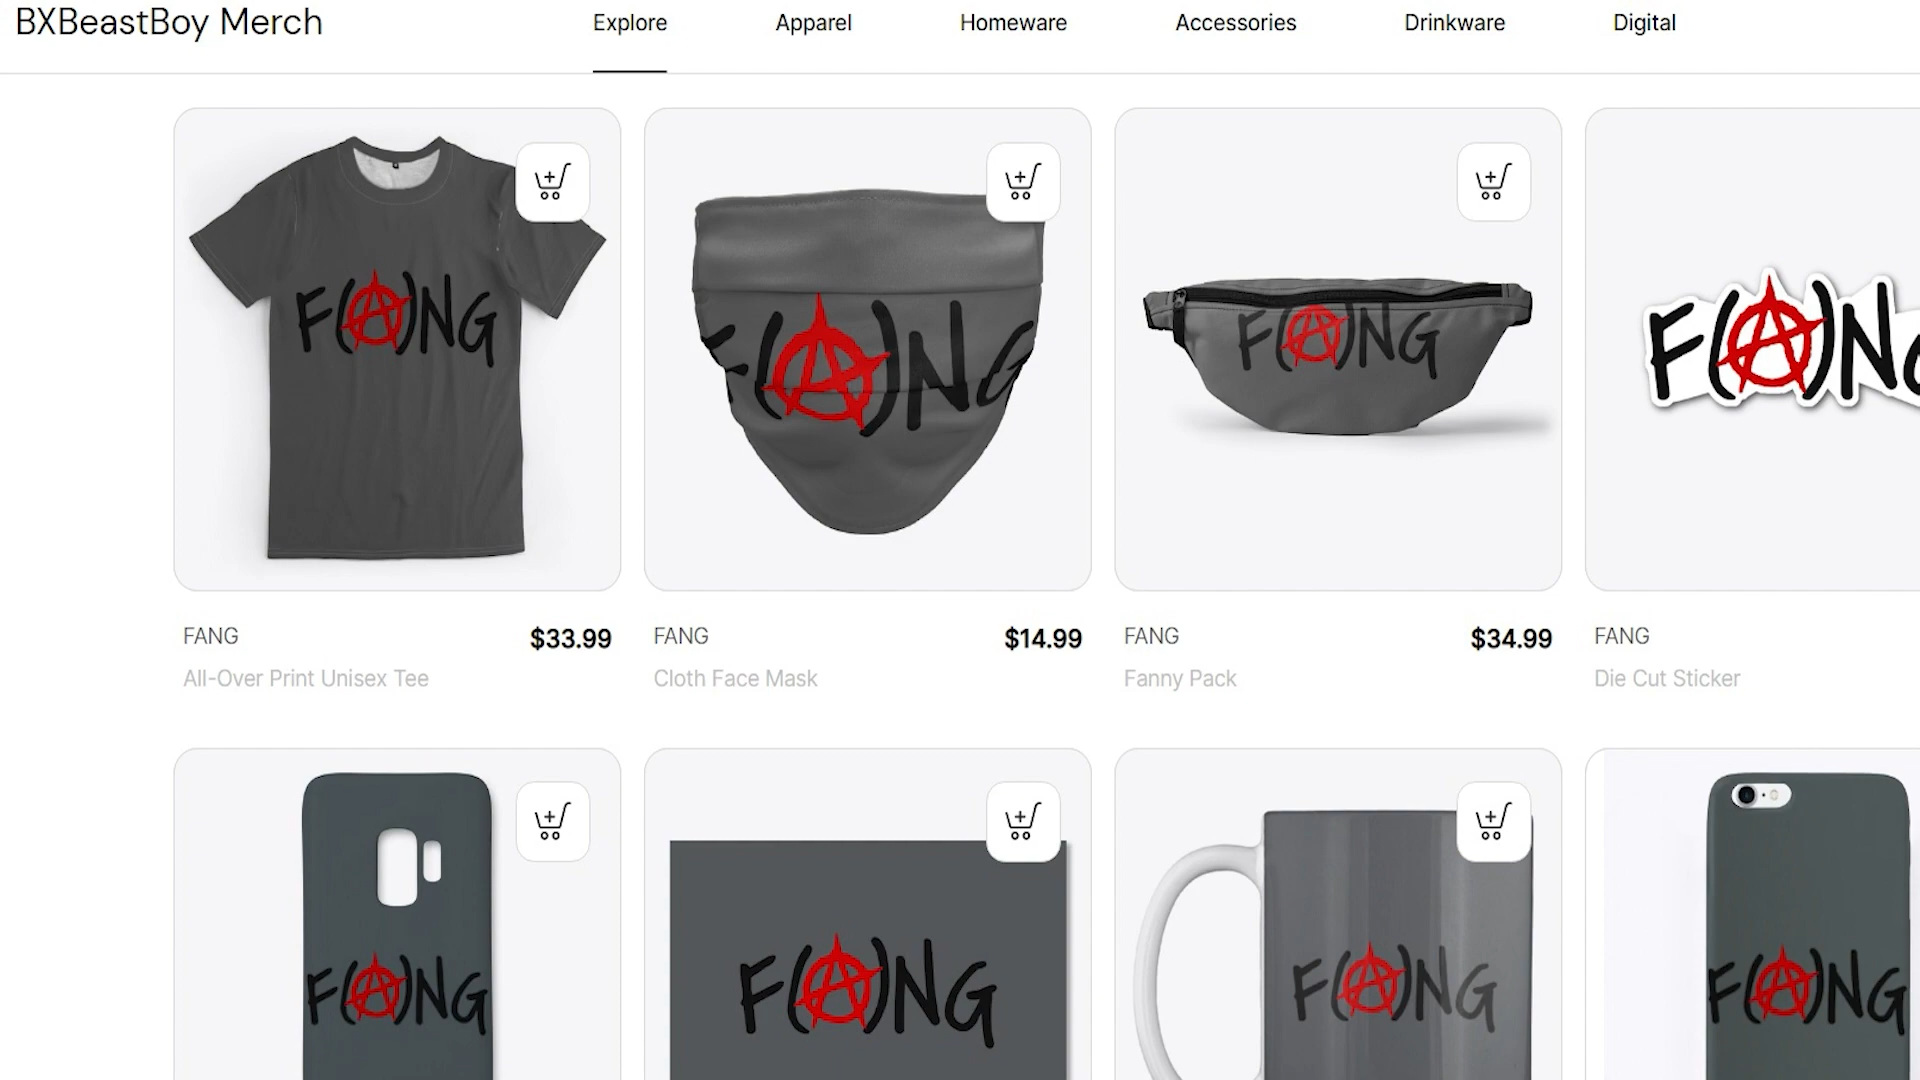 BXBeastBoy Merch
Explore
Apparel
Homeware
Accessories
Drinkware
Digital
F(A)NG
F(A)NG
F(A)NG
F(A)N
FANG
$33.99
All-Over Print Unisex Tee
FANG
$14.99
Cloth Face Mask
FANG
$34.99
Fanny Pack
FANG
Die Cut Sticker
F(A)NG
F(A)NG
F(A)NG
F(A)NG